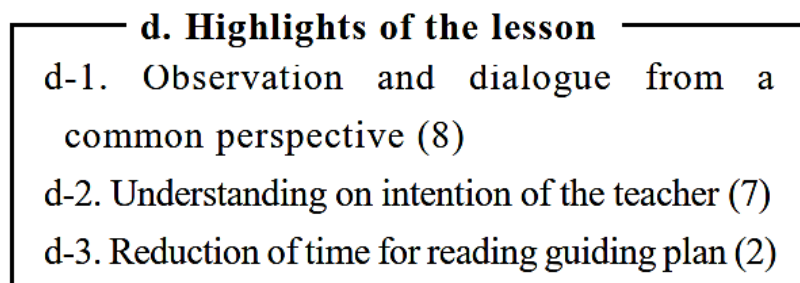 d. Highlights of the lesson
d-1. Observation and dialogue from a
common perspective (8)
d-2. Understanding on intention of the teacher (7)
d-3. Reduction of time for reading guiding plan (2)